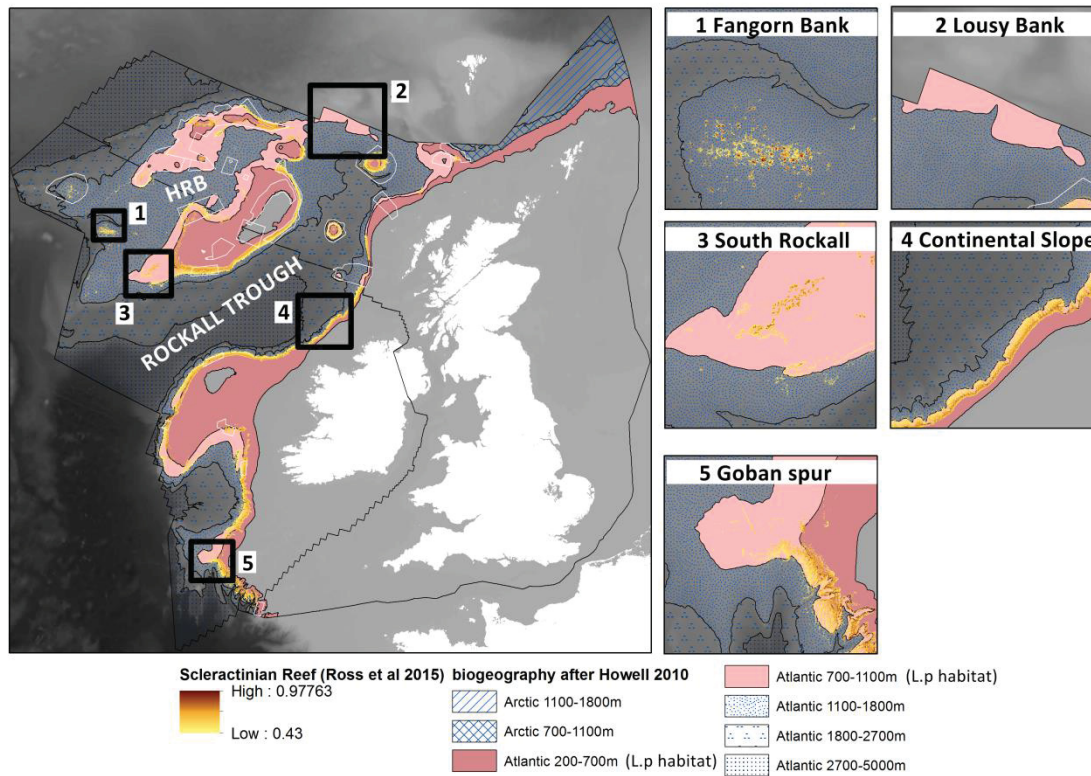 1 Fangorn Bank
2 Lousy Bank
2
HRB
1
3
4
ROCKALL TROUGH
5
3 South Rockall
4 Continental Slope
5 Goban spur
Scleractinian Reef (Ross et al 2015)
High : 0.97763
Low : 0.43
biogeography after Howell 2010
Arctic 1100-1800m
Arctic 700-1100m
Atlantic 200-700m (L.p habitat)
Atlantic 700-1100m (L.p habitat)
Atlantic 1100-1800m
Atlantic 1800-2700m
Atlantic 2700-5000m